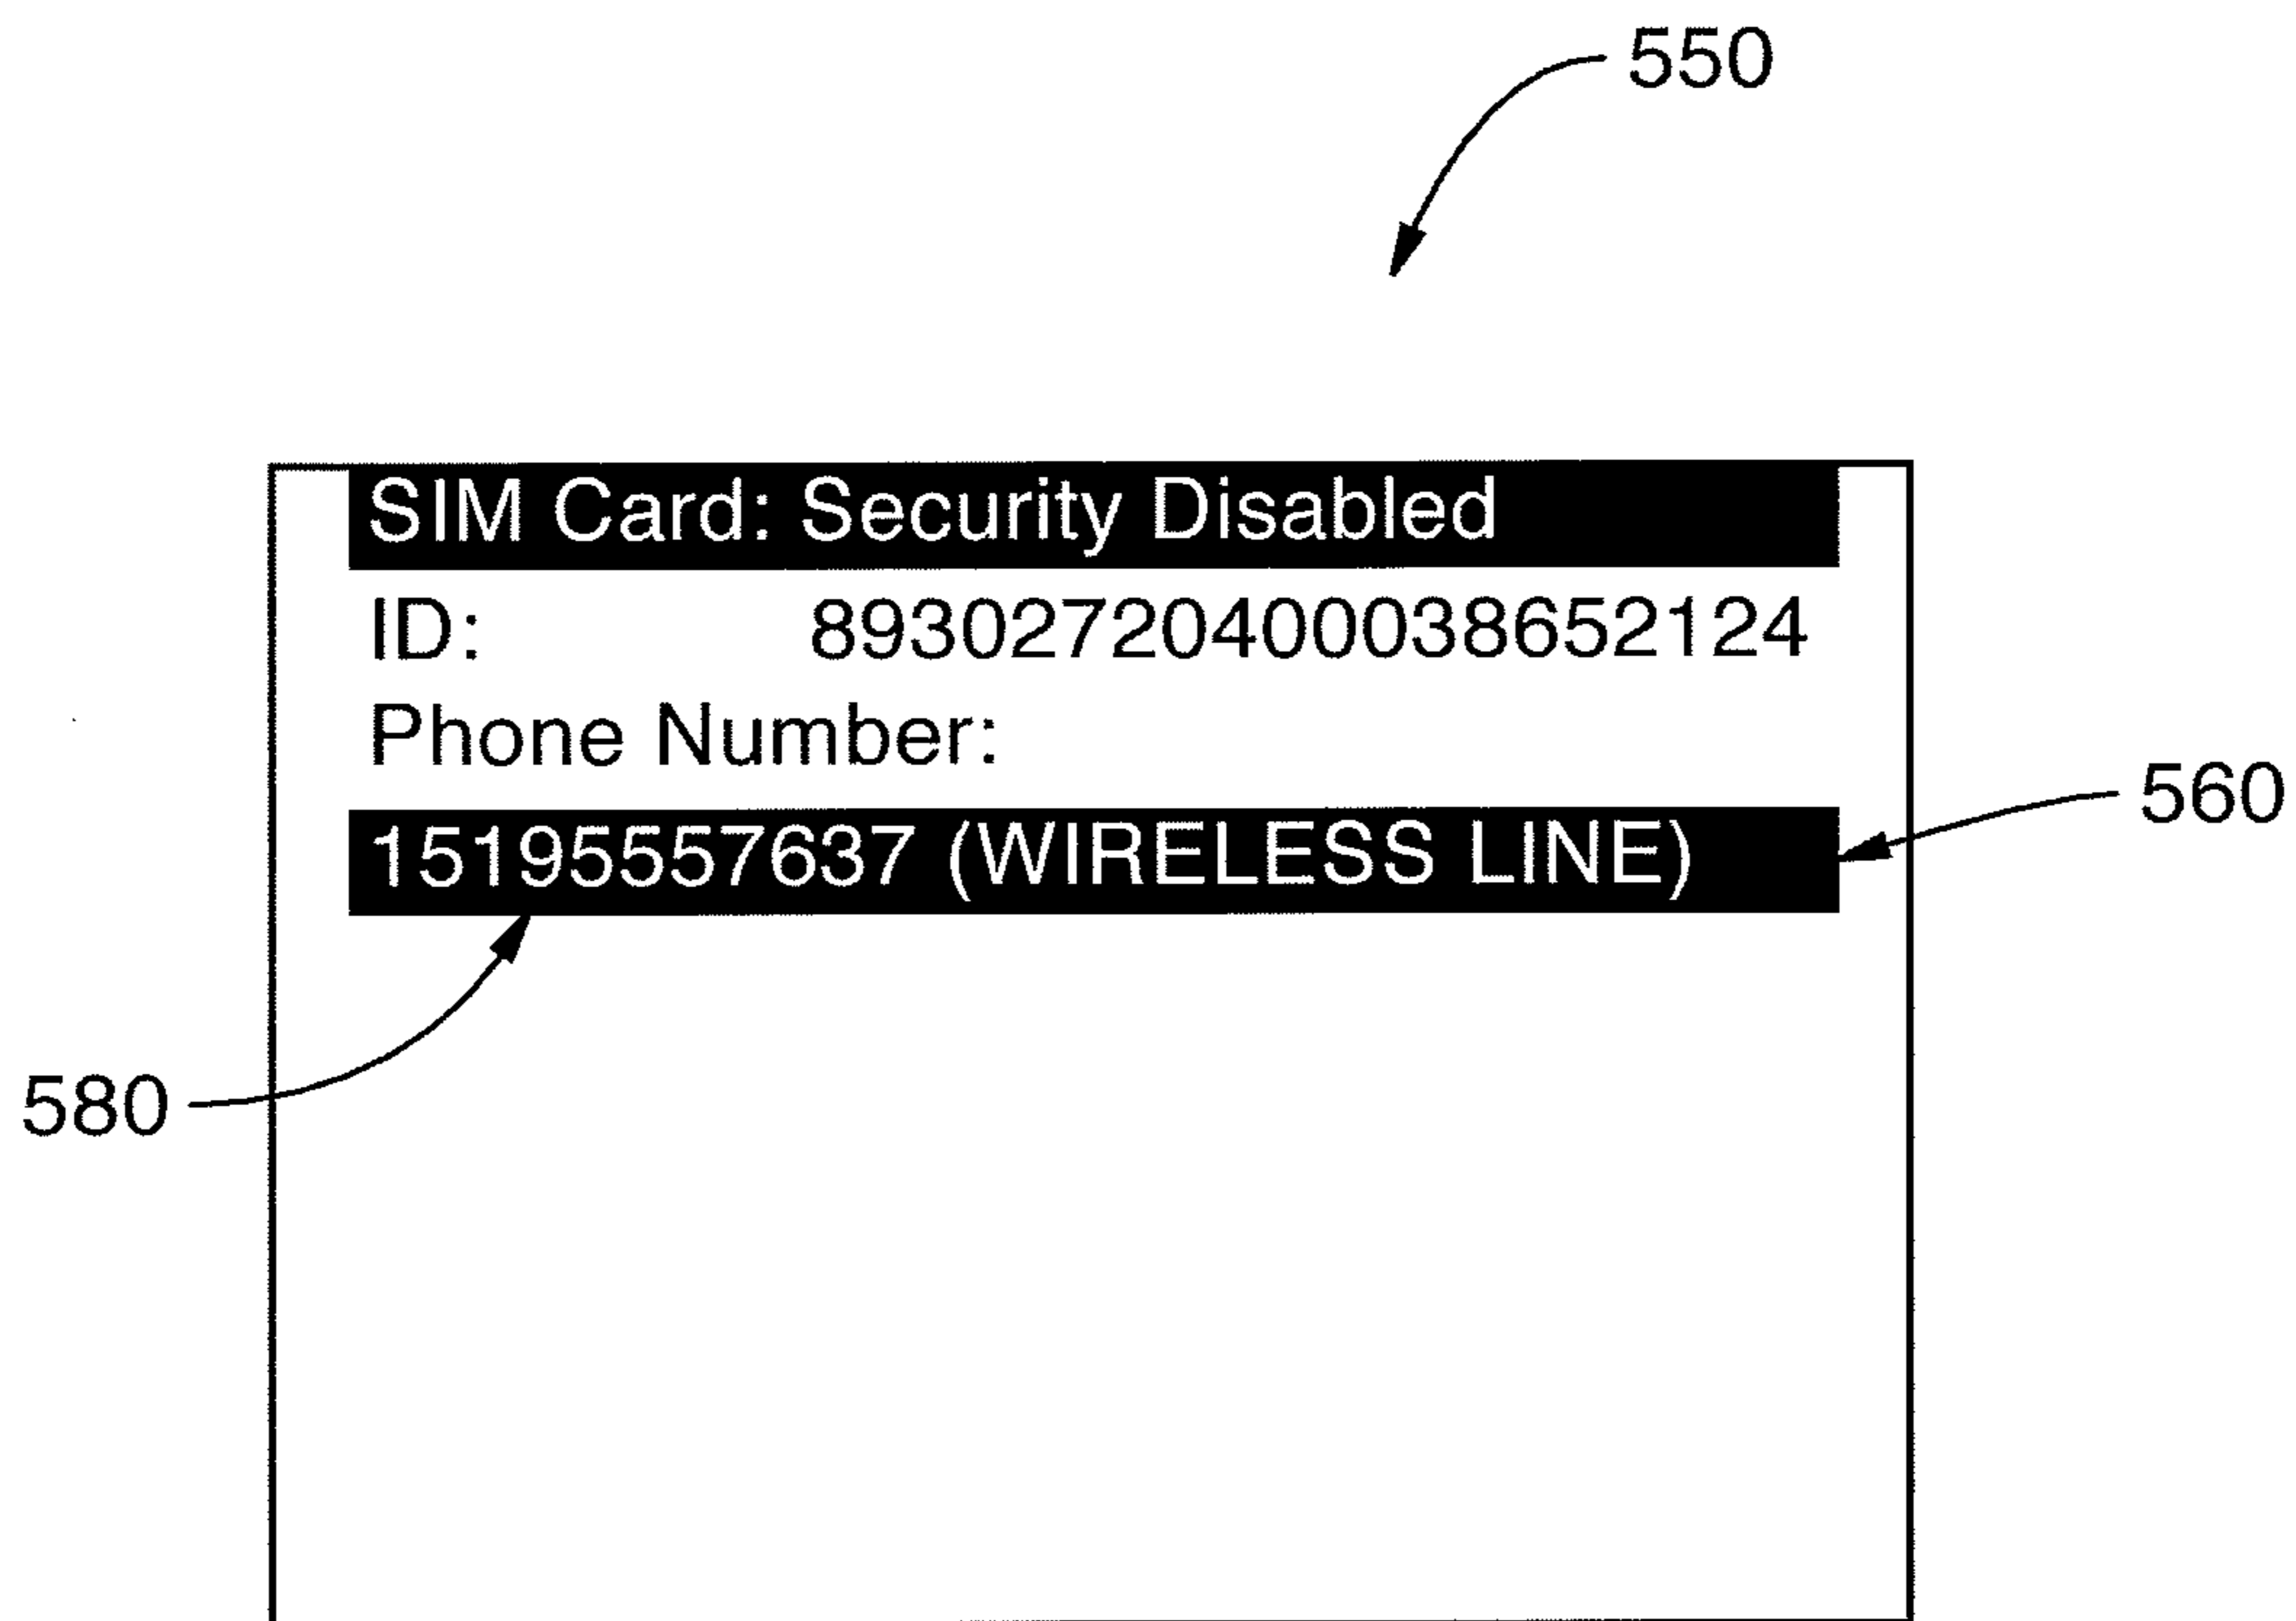 550
SIM Card: Security Disabled
ID: 89302720400038652124
Phone Number:
560
15195557637 (WIRELESS LINE)
580